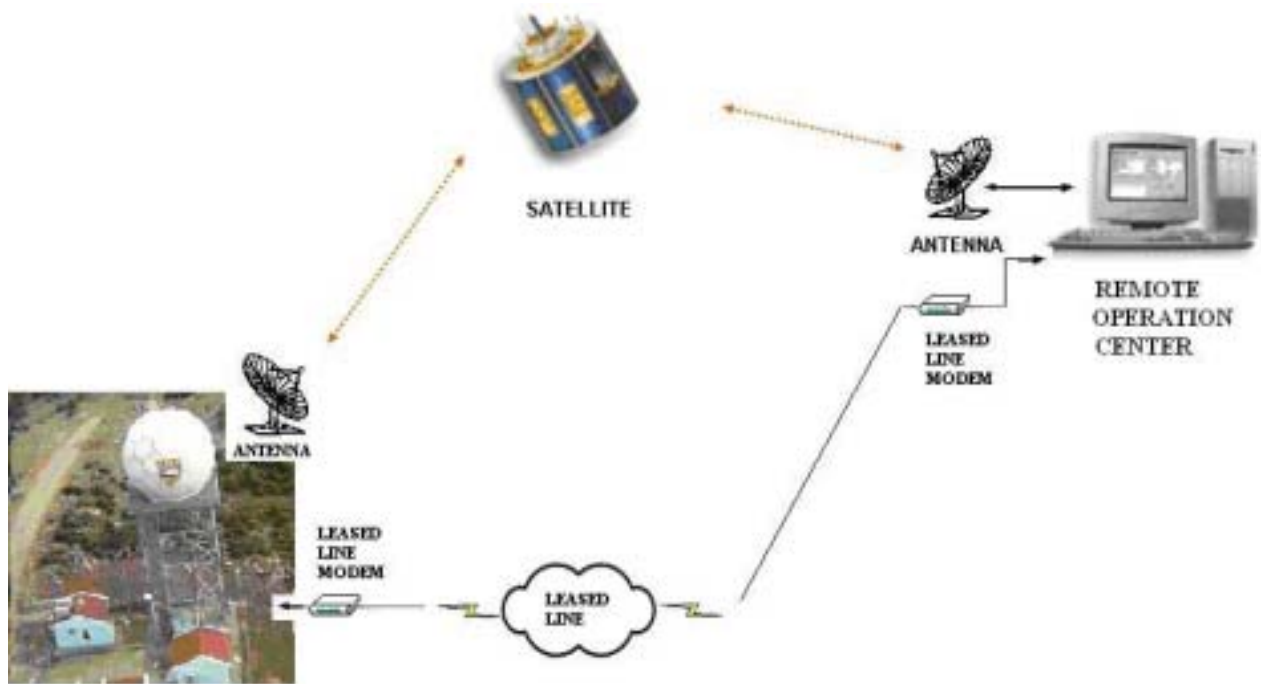 SATELLITE
ANTENNA
REMOTE
OPERATION
CENTER
LEASED
LINE
MODEM
ANTENNA
LEASED
LINE
MODEM
LEASED
LINE